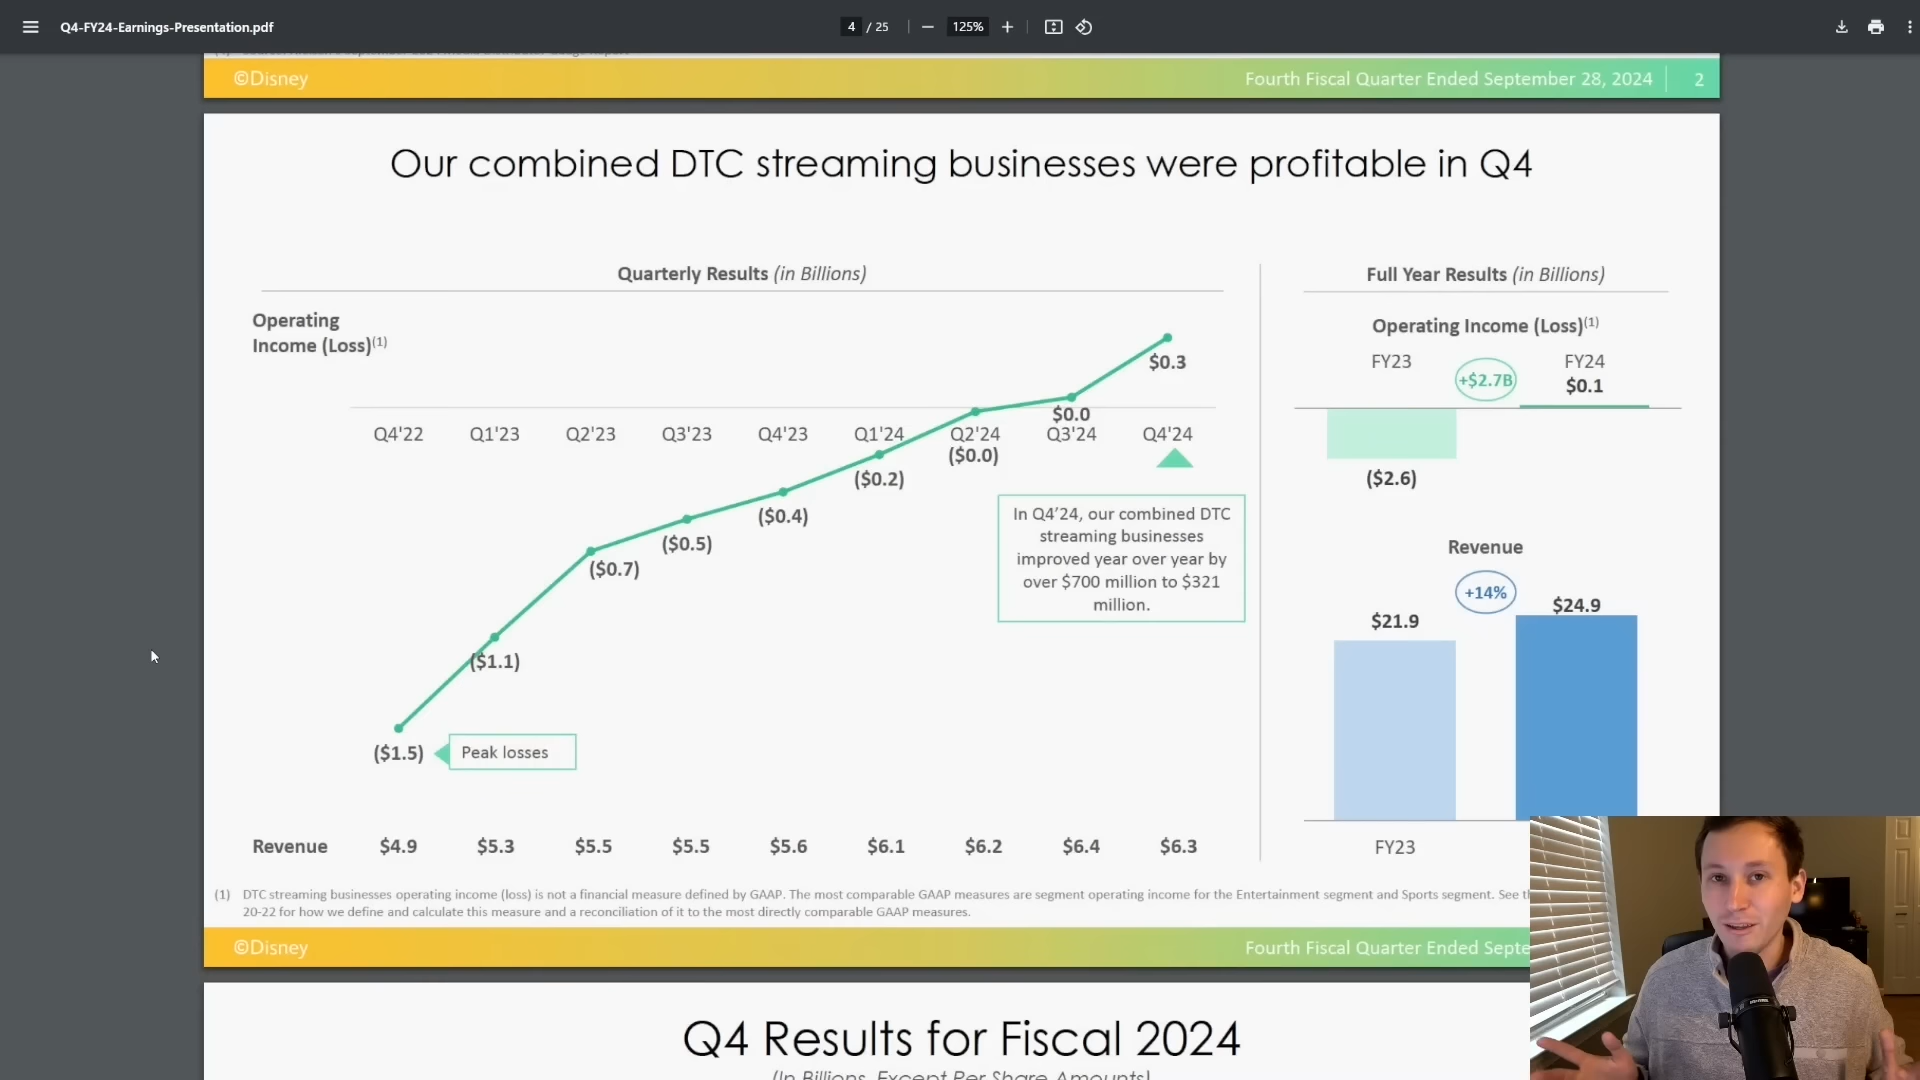 Q4-FY24-Earnings-Presentation.pdf
4 / 25
125%
©Disney
Fourth Fiscal Quarter Ended September 28, 2024 2
Our combined DTC streaming businesses were profitable in Q4
Quarterly Results (in Billions)
Operating
Income (Loss)(1)
$0.3
$0.0
Q4'22 Q1'23 Q2'23 Q3'23 Q4'23 Q1'24 Q2'24 Q3'24 Q4'24
($0.0)
($0.2)
($0.4)
($0.5)
($0.7)
($1.1)
($1.5)
Peak losses
In Q4’24, our combined DTC
streaming businesses
improved year over year by
over $700 million to $321
million.
Revenue $4.9 $5.3 $5.5 $5.5 $5.6 $6.1 $6.2 $6.4 $6.3
Full Year Results (in Billions)
Operating Income (Loss)(1)
FY23 +$2.7B FY24
$0.1
($2.6)
Revenue
+14%
$21.9 $24.9
FY23
(1) DTC streaming businesses operating income (loss) is not a financial measure defined by GAAP. The most comparable GAAP measures are segment operating income for the Entertainment segment and Sports segment. See
20-22 for how we define and calculate this measure and a reconciliation of it to the most directly comparable GAAP measures.
©Disney
Fourth Fiscal Quarter Ended
Q4 Results for Fiscal 2024
(In Billions, Except Per Share Amounts)